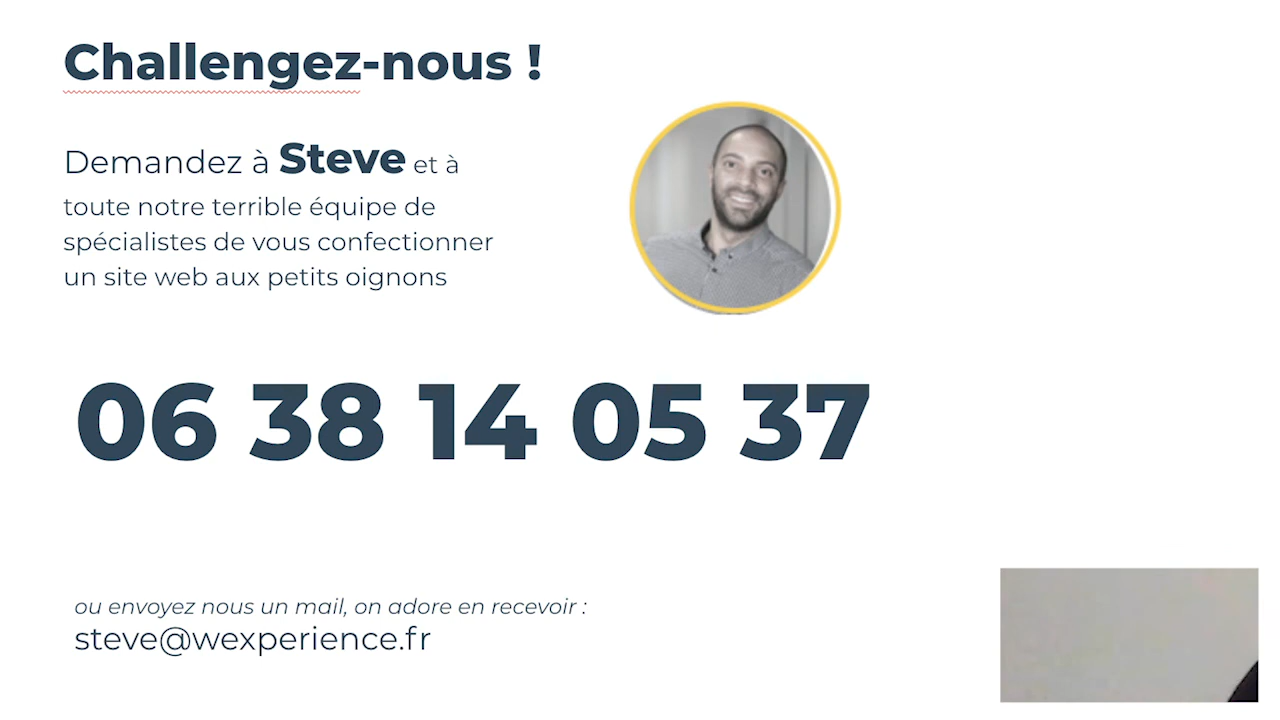 Challengez-nous !
Demandez à Steve et à
toute notre terrible équipe de
spécialistes de vous confectionner
un site web aux petits oignons
06 38 14 05 37
ou envoyez nous un mail, on adore en recevoir :
steve@wexperience.fr